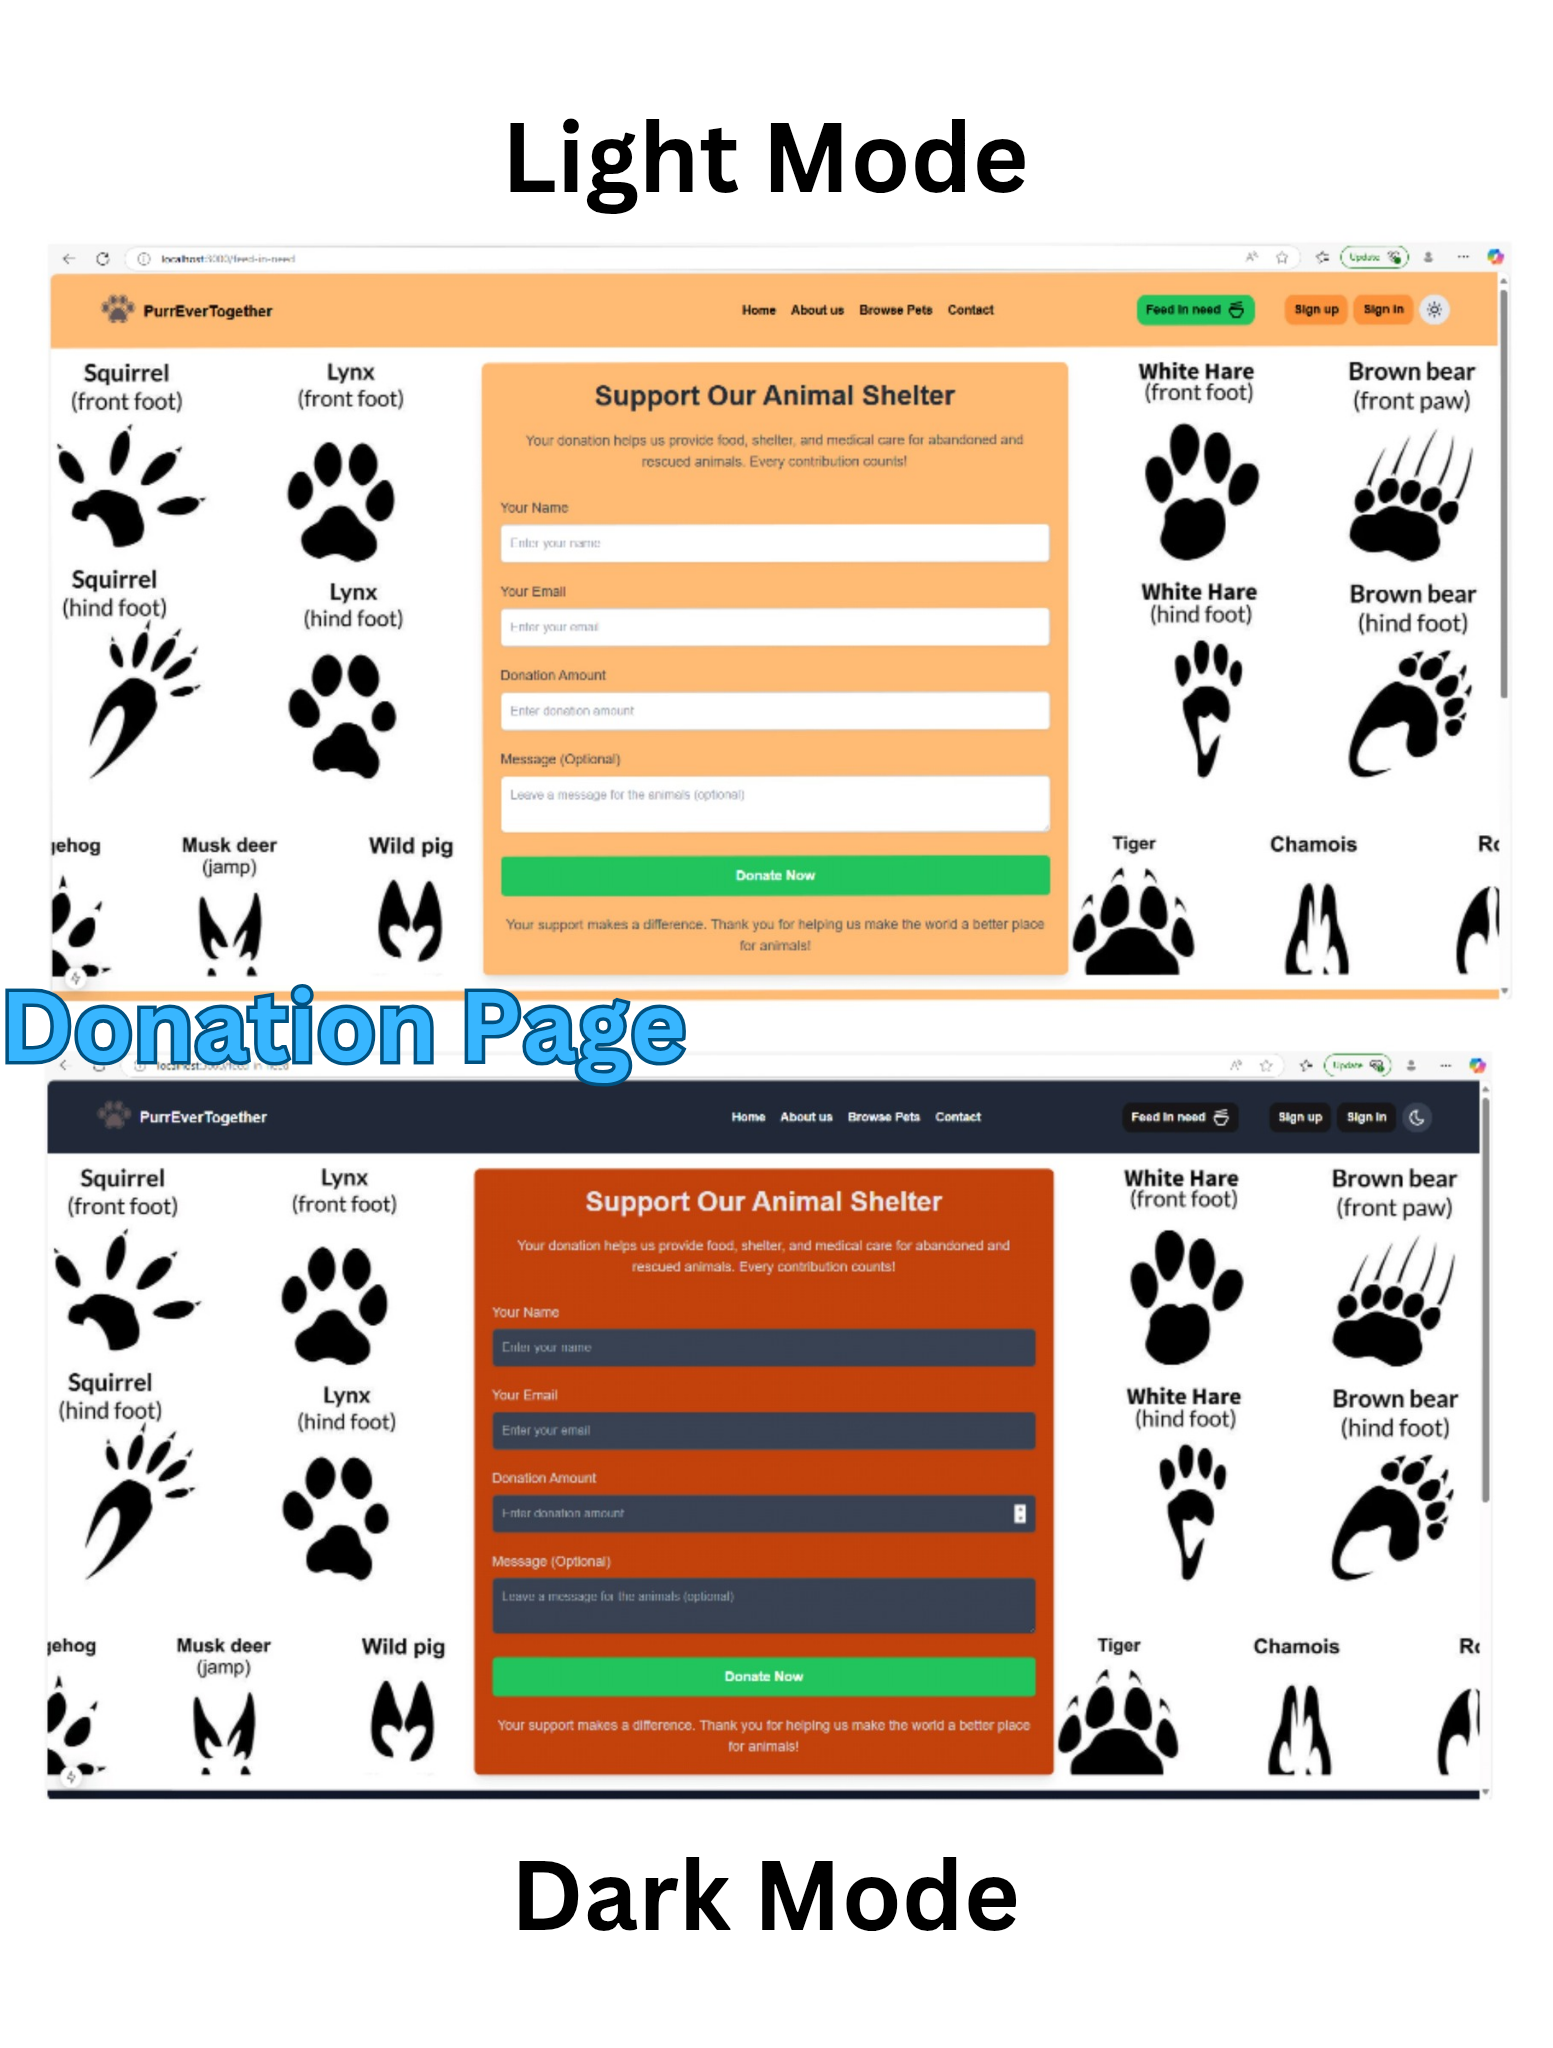 Light Mode
localhost:3000/feed-in-need
Update
PurrEverTogether
Home About us Browse Pets Contact
Feed in need
Sign up Sign in
Squirrel
(front foot)
Lynx
(front foot)
Squirrel
(hind foot)
Lynx
(hind foot)
gehog
Musk deer
(jamp)
Wild pig
Support Our Animal Shelter
Your donation helps us provide food, shelter, and medical care for abandoned and
rescued animals. Every contribution counts!
Your Name
Enter your name
Your Email
Enter your email
Donation Amount
Enter donation amount
Message (Optional)
Leave a message for the animals (optional)
Donate Now
Your support makes a difference. Thank you for helping us make the world a better place
for animals!
White Hare
(front foot)
Brown bear
(front paw)
White Hare
(hind foot)
Brown bear
(hind foot)
Tiger
Chamois
Ro
Donation Page
localhost:3000/feed-in-need
Update
PurrEverTogether
Home About us Browse Pets Contact
Feed in need
Sign up Sign in
Squirrel
(front foot)
Lynx
(front foot)
Squirrel
(hind foot)
Lynx
(hind foot)
gehog
Musk deer
(jamp)
Wild pig
Support Our Animal Shelter
Your donation helps us provide food, shelter, and medical care for abandoned and
rescued animals. Every contribution counts!
Your Name
Enter your name
Your Email
Enter your email
Donation Amount
Enter donation amount
Message (Optional)
Leave a message for the animals (optional)
Donate Now
Your support makes a difference. Thank you for helping us make the world a better place
for animals!
White Hare
(front foot)
Brown bear
(front paw)
White Hare
(hind foot)
Brown bear
(hind foot)
Tiger
Chamois
Ro
Dark Mode